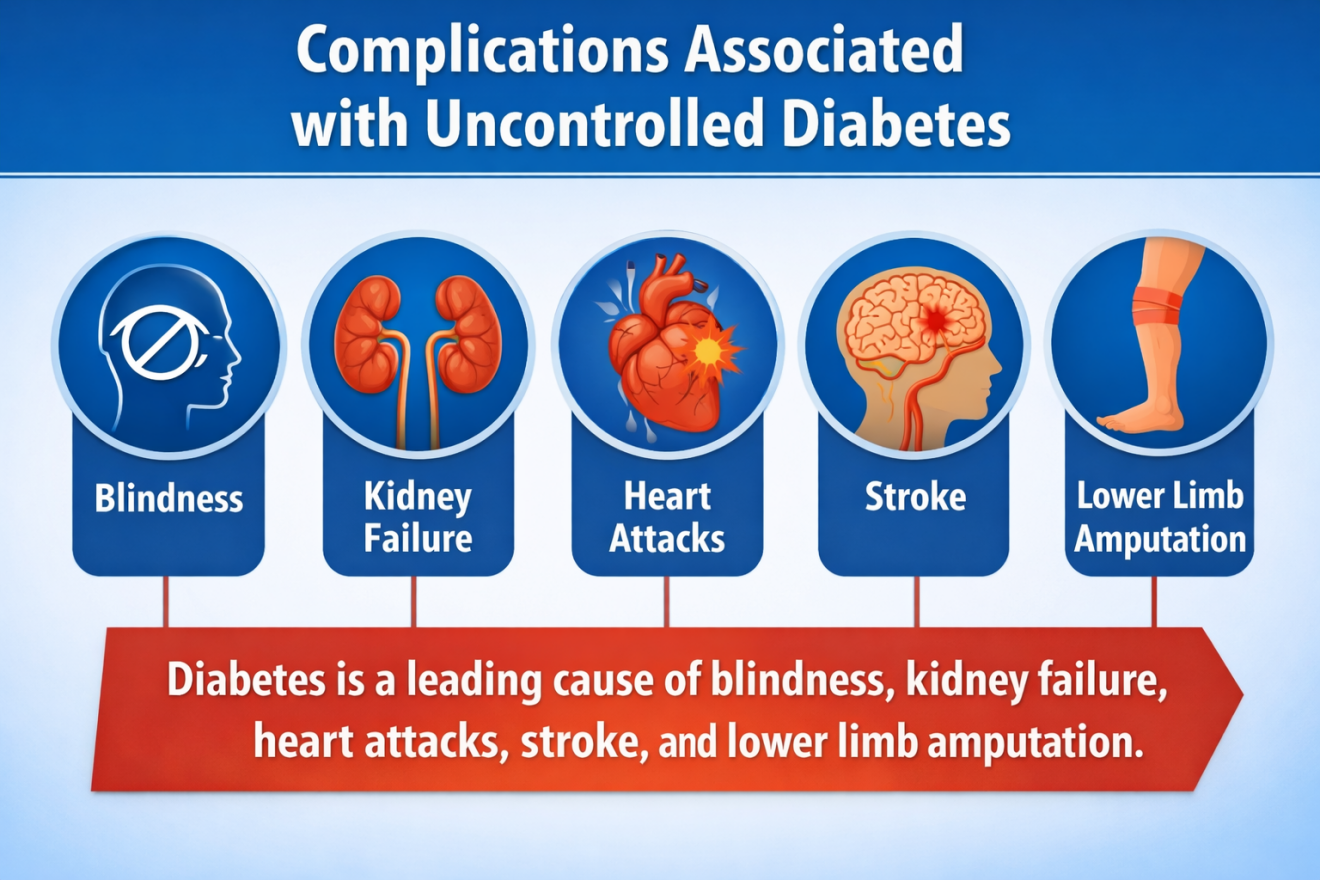 Complications Associated
with Uncontrolled Diabetes
Blindness
Kidney
Failure
Heart
Attacks
Stroke
Lower Limb
Amputation
Diabetes is a leading cause of blindness, kidney failure,
heart attacks, stroke, and lower limb amputation.